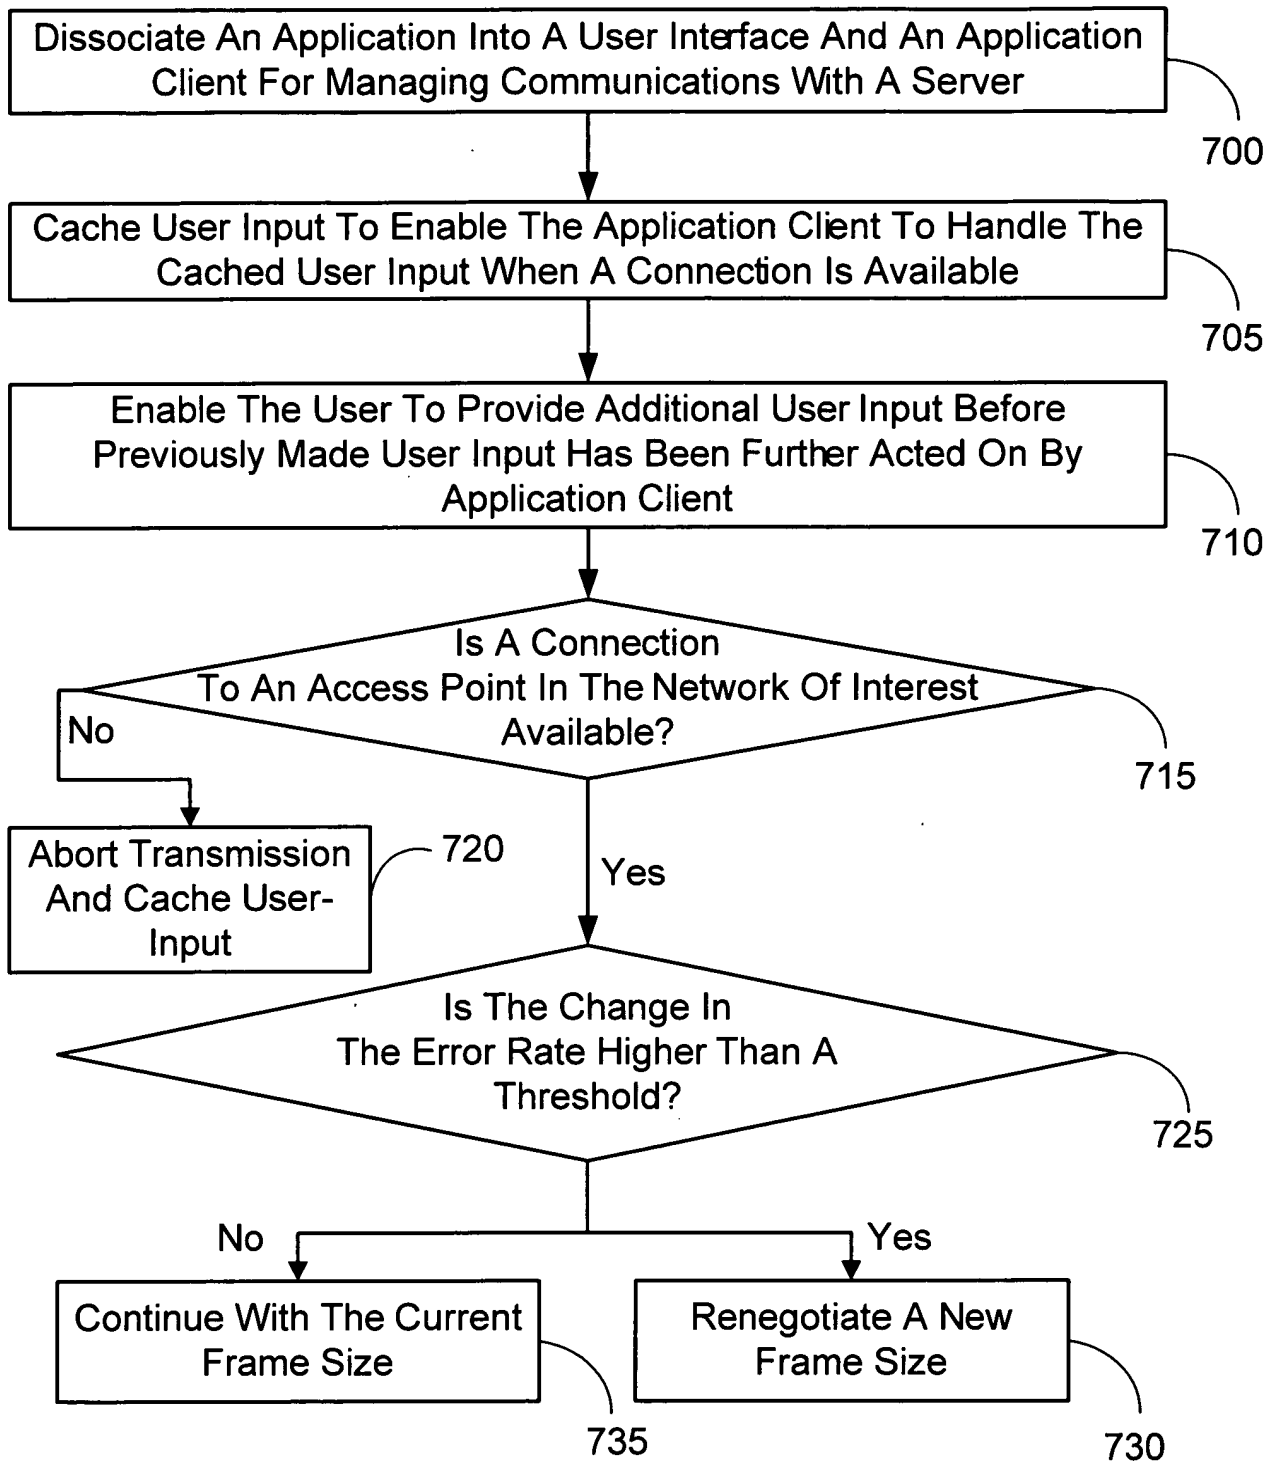 Dissociate An Application Into A User Interface And An Application
Client For Managing Communications With A Server
700
Cache User Input To Enable The Application Client To Handle The
Cached User Input When A Connection Is Available
705
Enable The User To Provide Additional User Input Before
Previously Made User Input Has Been Further Acted On By
Application Client
710
Is A Connection
To An Access Point In The Network Of Interest
Available?
715
No
Abort Transmission
And Cache User-
Input
720
Yes
Is The Change In
The Error Rate Higher Than A
Threshold?
725
No
Yes
Continue With The Current
Frame Size
735
Renegotiate A New
Frame Size
730